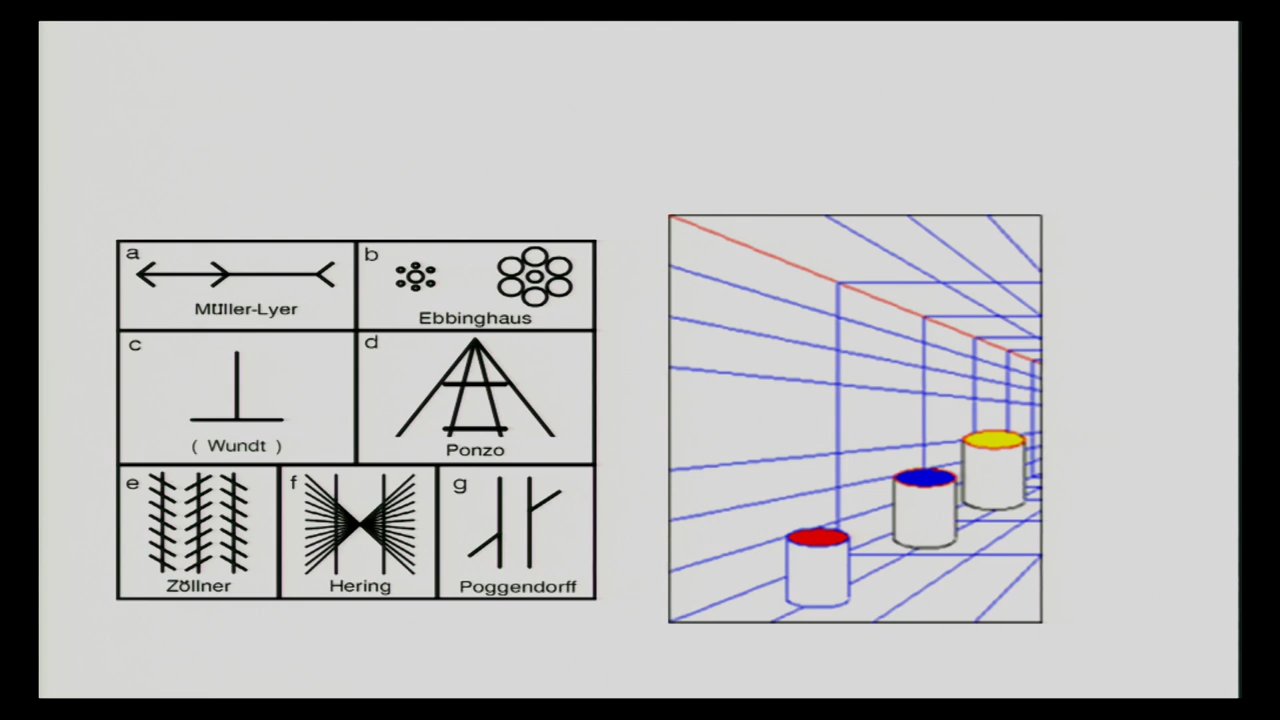 a
Müller-Lyer
b
Ebbinghaus
c
( Wundt )
d
Ponzo
e
Zöllner
f
Hering
g
Poggendorff